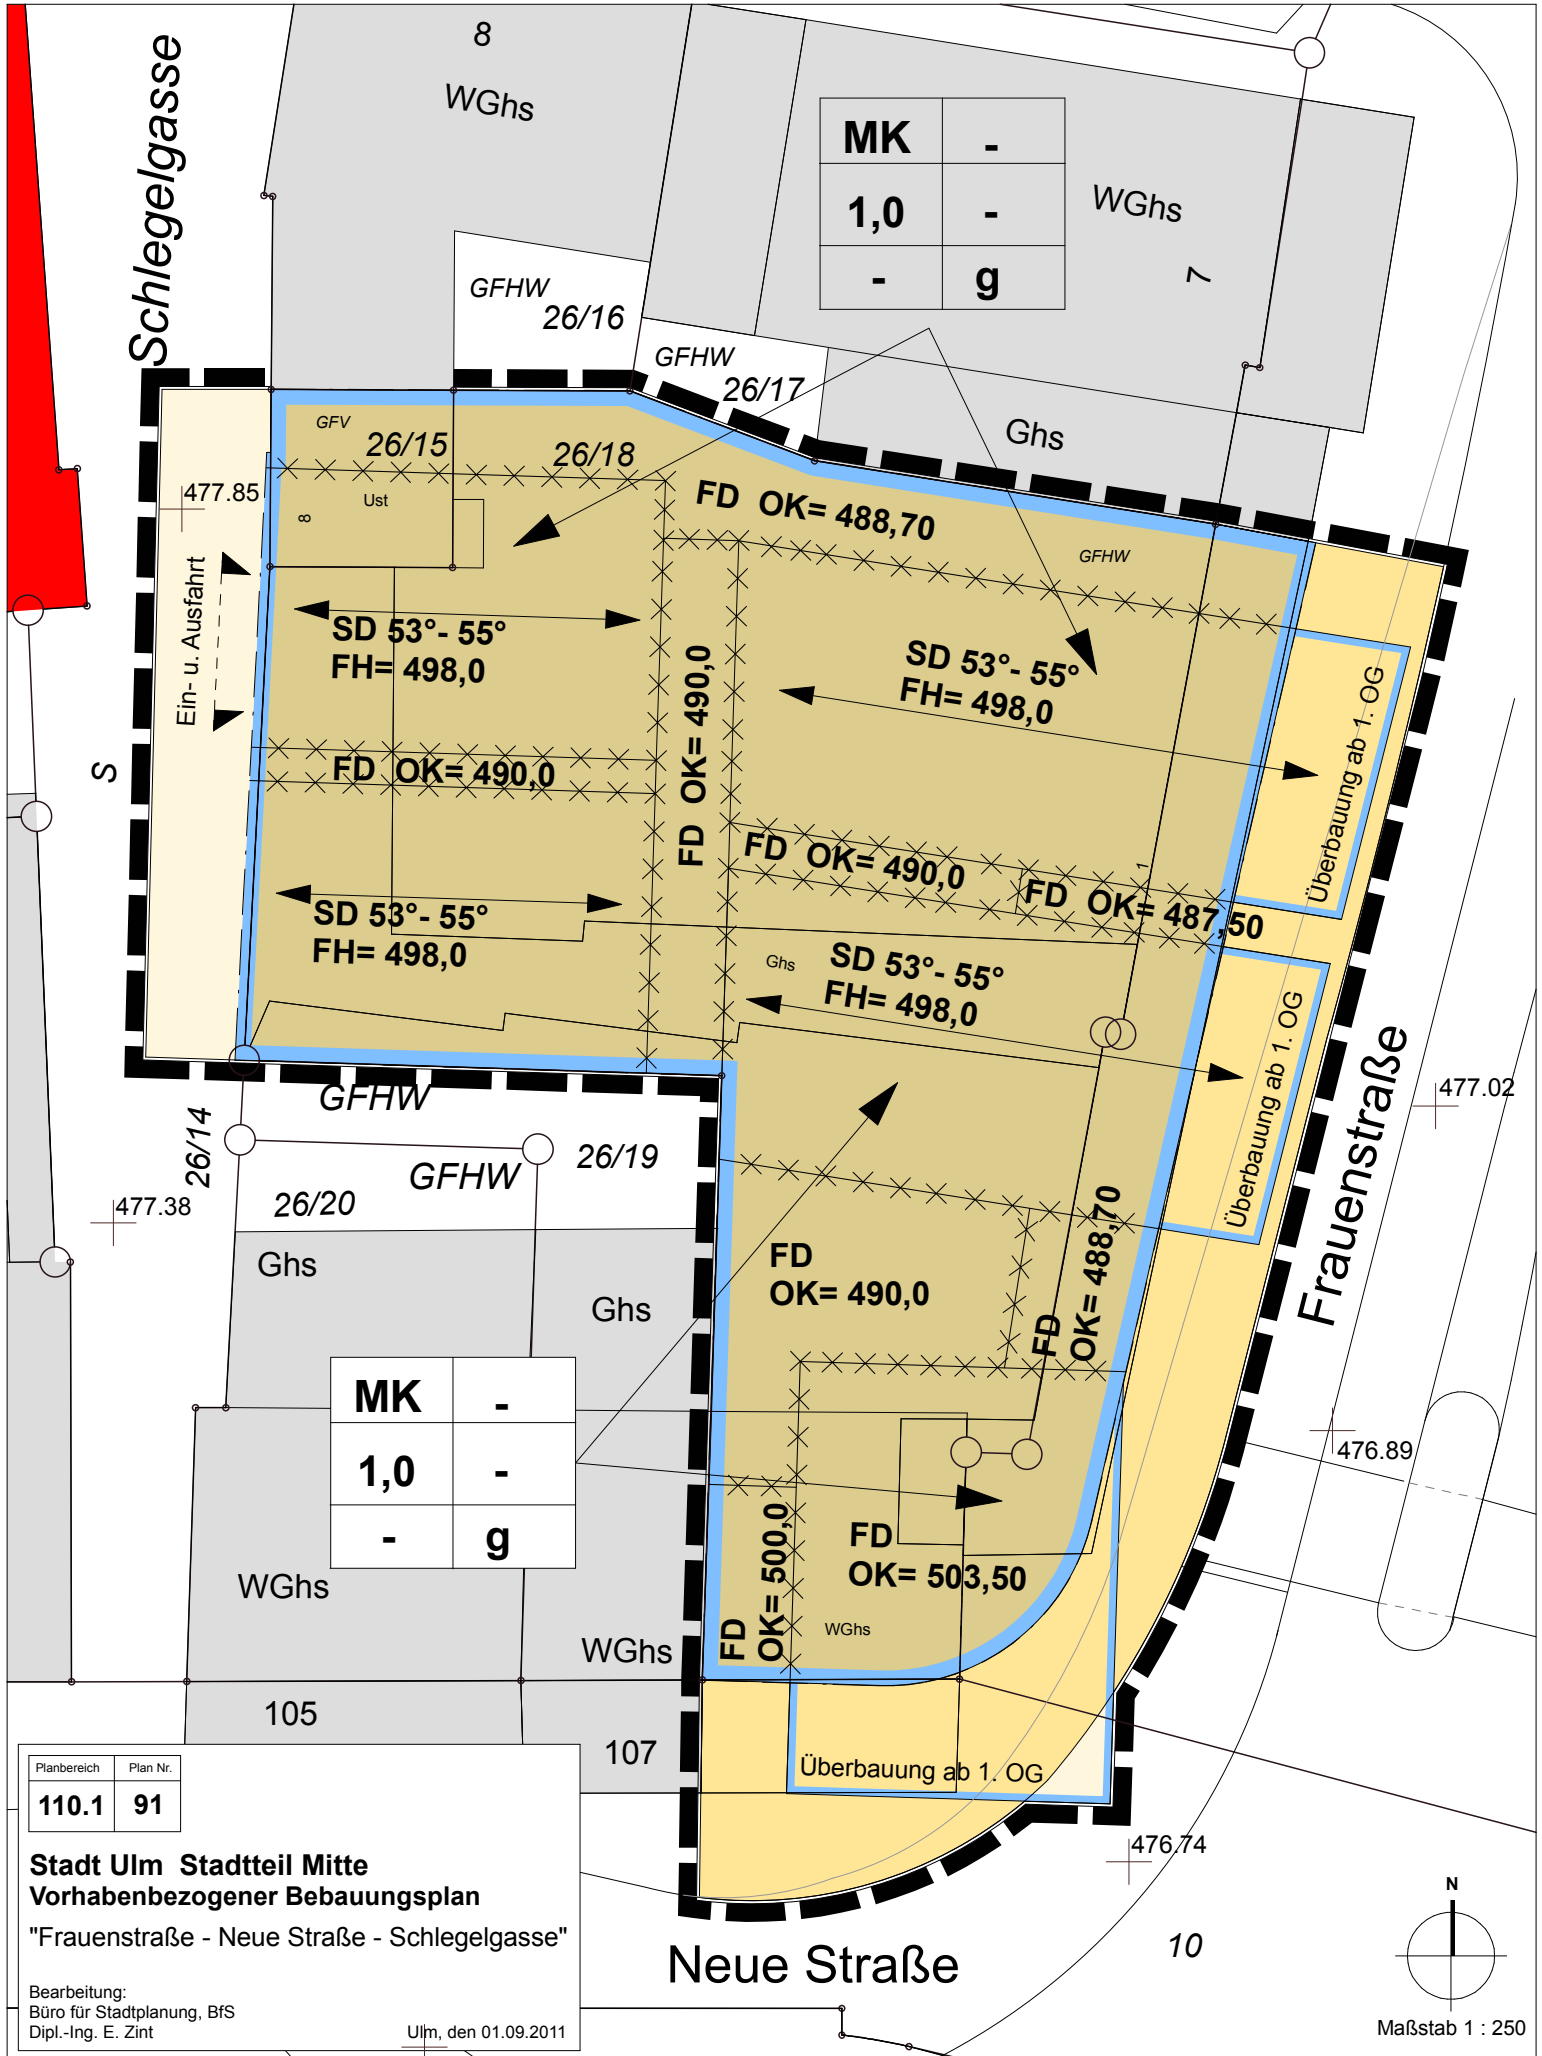 Schlegelgasse
8
WGhs
MK -
1,0 -
- g
WGhs
7
GFHW
26/16
GFHW
26/17
Ghs
GFV
26/15
26/18
477.85
Ust
8
FD OK= 488,70
GFHW
Ein- u. Ausfahrt
SD 53°- 55°
FH= 498,0
FD OK= 490,0
SD 53°- 55°
FH= 498,0
Überbauung ab 1. OG
S
FD OK= 490,0
FD OK= 490,0
1
FD OK= 487,50
SD 53°- 55°
FH= 498,0
Ghs
SD 53°- 55°
FH= 498,0
Überbauung ab 1. OG
Frauenstraße
477.02
GFHW
26/14
GFHW
26/19
26/20
477.38
Ghs
Ghs
FD
OK= 490,0
FD
OK= 488,70
MK -
1,0 -
- g
476.89
WGhs
WGhs
FD
OK= 500,0
FD
OK= 503,50
WGhs
105
107
Überbauung ab 1. OG
476.74
10
Neue Straße
Planbereich Plan Nr.
110.1 91
Stadt Ulm Stadtteil Mitte
Vorhabenbezogener Bebauungsplan
"Frauenstraße - Neue Straße - Schlegelgasse"
Bearbeitung:
Büro für Stadtplanung, BfS
Dipl.-Ing. E. Zint
Ulm, den 01.09.2011
N
Maßstab 1 : 250